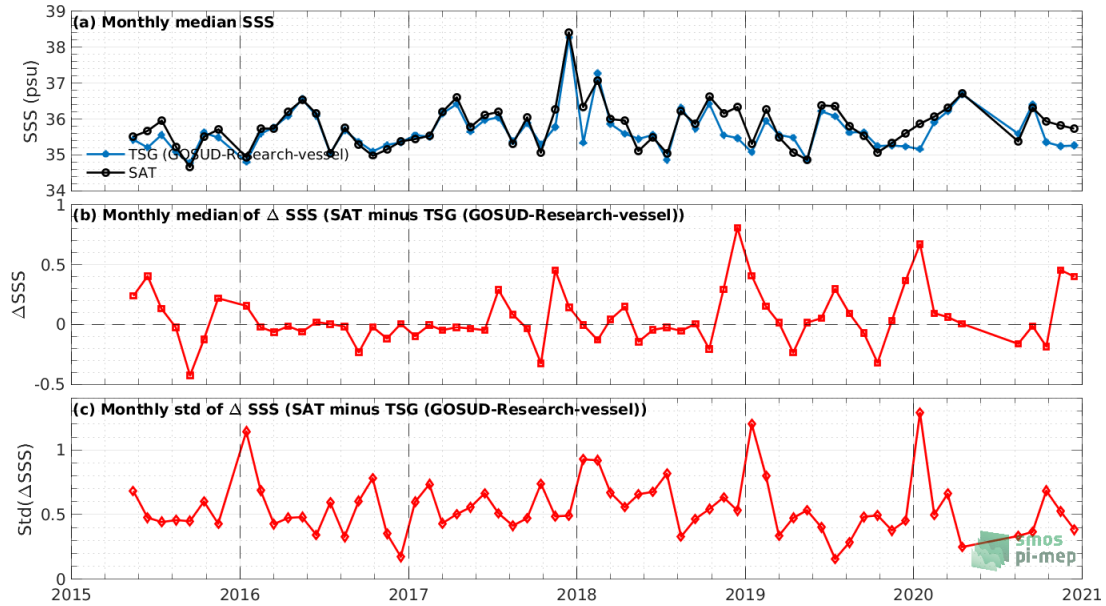 (a) Monthly median SSS
39
38
37
36
35
34
SSS (psu)
TSG (GOSUD-Research-vessel)
SAT
(b) Monthly median of Δ SSS (SAT minus TSG (GOSUD-Research-vessel))
1
0.5
0
-0.5
ΔSSS
(c) Monthly std of Δ SSS (SAT minus TSG (GOSUD-Research-vessel))
1
0.5
0
Std(ΔSSS)
smos
pi-mep
2015 2016 2017 2018 2019 2020 2021